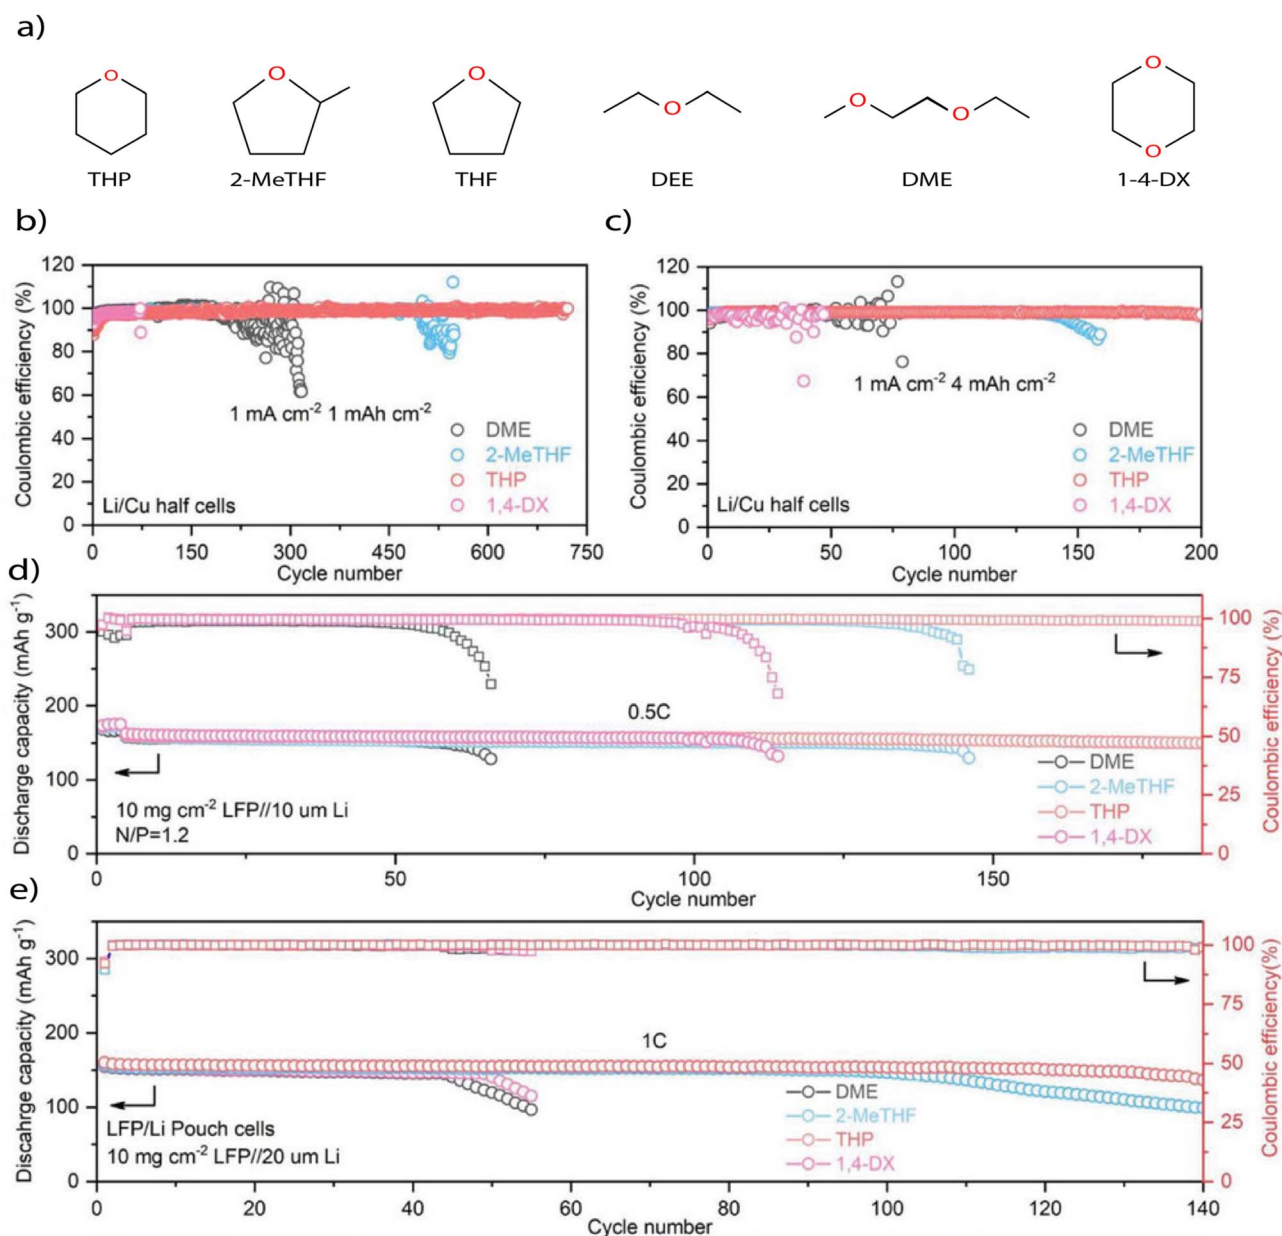 a)
O O O O O O O
O
THP 2-MeTHF THF DEE DME 1-4-DX
b)
120
100
80
60
40
20
0
Coulombic efficiency (%)
1 mA cm⁻² 1 mAh cm⁻²
DME
2-MeTHF
THP
1,4-DX
Li/Cu half cells
0 150 300 450 600 750
Cycle number
c)
120
100
80
60
40
20
0
Coulombic efficiency (%)
1 mA cm⁻² 4 mAh cm⁻²
DME
2-MeTHF
THP
1,4-DX
Li/Cu half cells
0 50 100 150 200
Cycle number
d)
300
200
100
0
Discharge capacity (mAh g⁻¹)
0.5C
10 mg cm⁻² LFP//10 um Li
N/P=1.2
DME
2-MeTHF
THP
1,4-DX
100
75
50
25
0
Coulombic efficiency (%)
0 50 100 150
Cycle number
e)
300
200
100
0
Discahrge capacity (mAh g⁻¹)
1C
LFP/Li Pouch cells
10 mg cm⁻² LFP//20 um Li
DME
2-MeTHF
THP
1,4-DX
100
75
50
25
0
Coulombic efficiency(%)
0 20 40 60 80 100 120 140
Cycle number